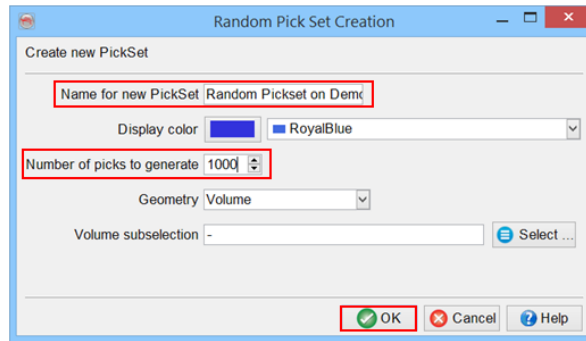 Random Pick Set Creation
Create new PickSet
Name for new PickSet Random Pickset on Demo
Display color RoyalBlue
Number of picks to generate 1000
Geometry Volume
Volume subselection - Select ...
OK Cancel Help